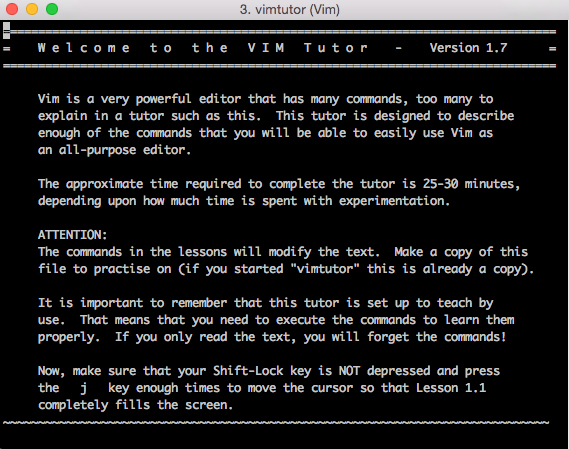 3. vimtutor (Vim)
===============================================================================
=    W e l c o m e   t o   t h e   V I M   T u t o r    -    Version 1.7      =
===============================================================================
Vim is a very powerful editor that has many commands, too many to
explain in a tutor such as this.  This tutor is designed to describe
enough of the commands that you will be able to easily use Vim as
an all-purpose editor.
The approximate time required to complete the tutor is 25-30 minutes,
depending upon how much time is spent with experimentation.
ATTENTION:
The commands in the lessons will modify the text.  Make a copy of this
file to practise on (if you started "vimtutor" this is already a copy).
It is important to remember that this tutor is set up to teach by
use.  That means that you need to execute the commands to learn them
properly.  If you only read the text, you will forget the commands!
Now, make sure that your Shift-Lock key is NOT depressed and press
the   j   key enough times to move the cursor so that Lesson 1.1
completely fills the screen.
~~~~~~~~~~~~~~~~~~~~~~~~~~~~~~~~~~~~~~~~~~~~~~~~~~~~~~~~~~~~~~~~~~~~~~~~~~~~~~